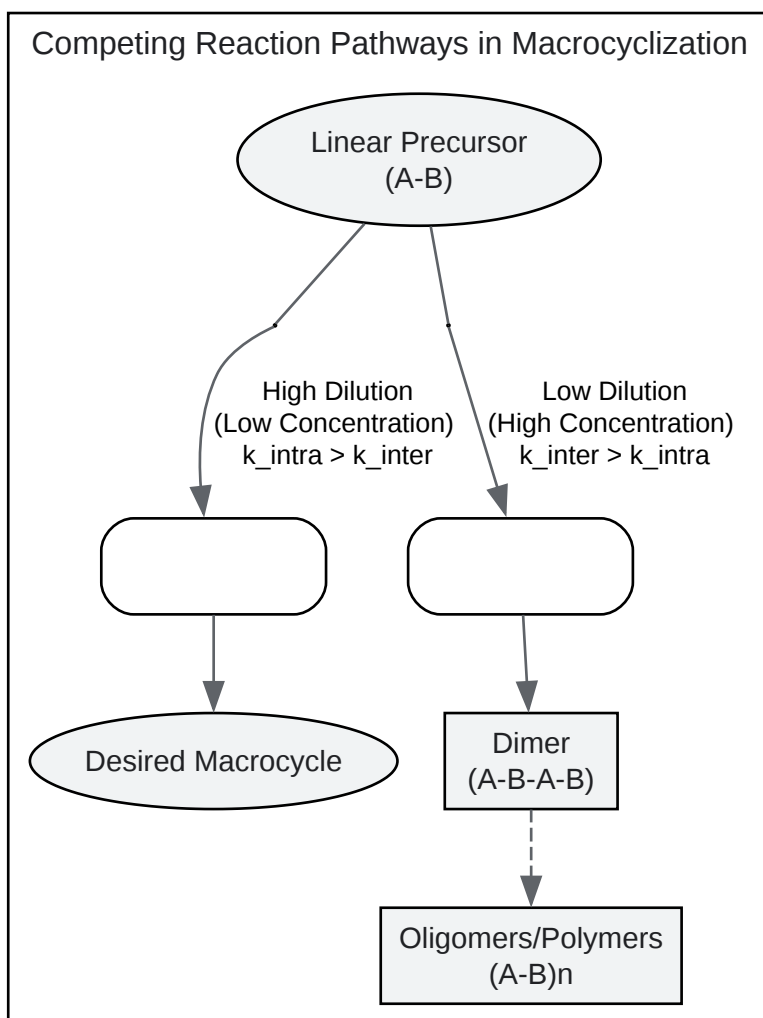 Competing Reaction Pathways in Macrocyclization
Linear Precursor
(A-B)
High Dilution
(Low Concentration)
k_intra > k_inter
Low Dilution
(High Concentration)
k_inter > k_intra
Desired Macrocycle
Dimer
(A-B-A-B)
Oligomers/Polymers
(A-B)n